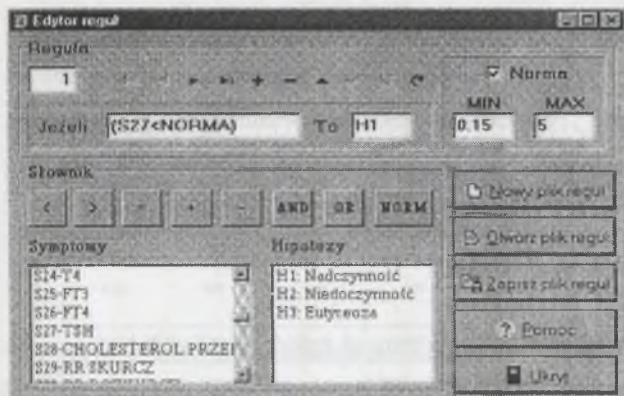 Edytor reguł
Reguła
1
Norma
MIN MAX
Jeżeli (S27<NORMA) To H1 0.15 5
Słownik
< > = + - AND OR NORM
Nowy plik reguł
Otwórz plik reguł
Zapisz plik reguł
Pomoc
Ukryj
Symptomy
S24-T4
S25-FT3
S26-FT4
S27-TSH
S28-CHOLESTEROL PRZE
S29-RR SKURCZ
Hipotezy
H1: Nadczynność
H2: Niedoczynność
H3: Eutyreoza